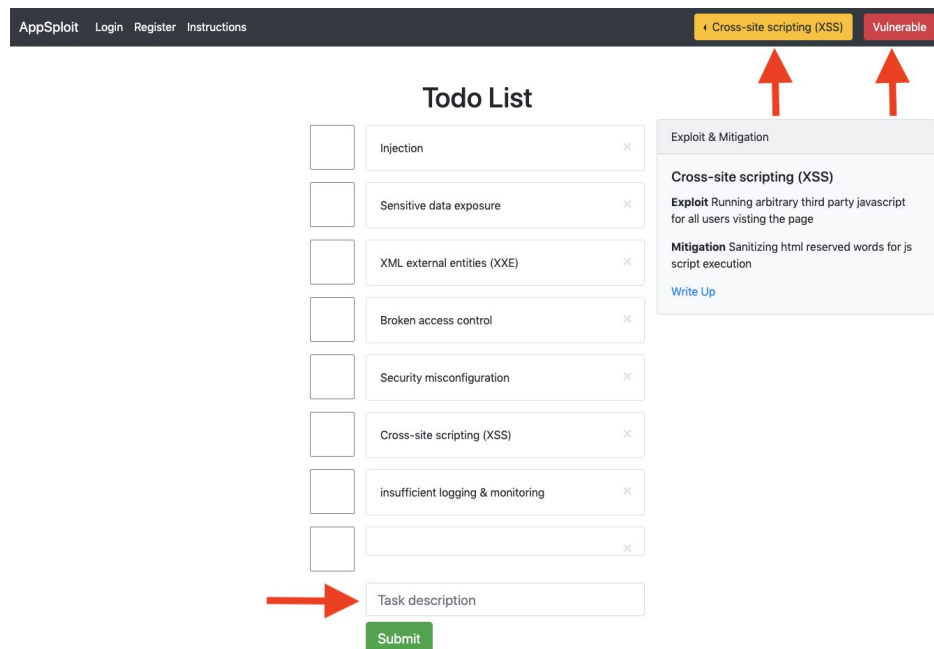 AppSploit Login Register Instructions Cross-site scripting (XSS) Vulnerable
Todo List
Injection ×
Sensitive data exposure ×
XML external entities (XXE) ×
Broken access control ×
Security misconfiguration ×
Cross-site scripting (XSS) ×
insufficient logging & monitoring ×
×
Task description
Submit
Exploit & Mitigation
Cross-site scripting (XSS)
Exploit Running arbitrary third party javascript
for all users visting the page
Mitigation Sanitizing html reserved words for js
script execution
Write Up